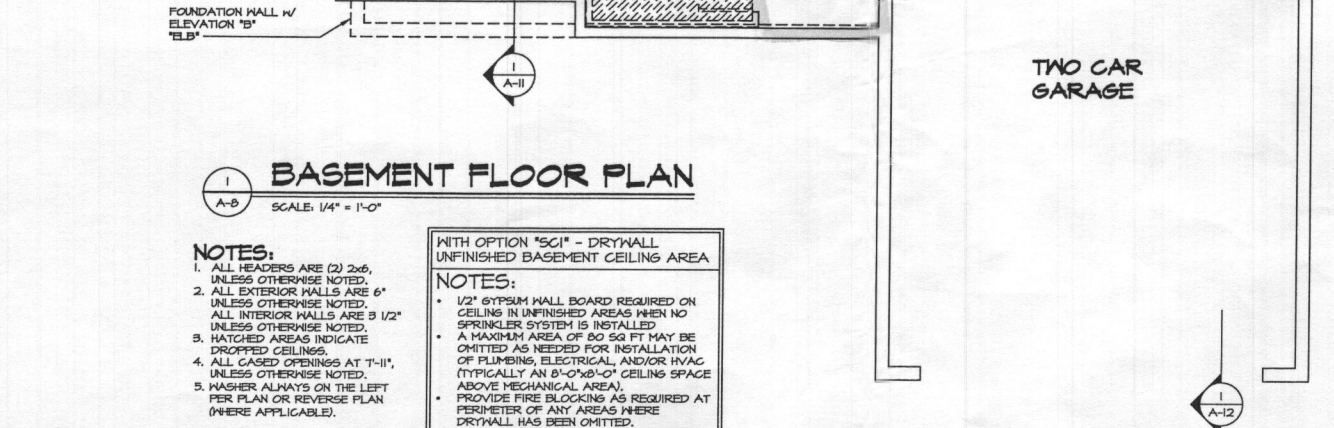 FOUNDATION WALL W/
ELEVATION "B"
"ELB"
1
A-11
TWO CAR
GARAGE
1
A-8
BASEMENT FLOOR PLAN
SCALE: 1/4" = 1'-0"
NOTES:
1. ALL HEADERS ARE (2) 2x6,
UNLESS OTHERWISE NOTED.
2. ALL EXTERIOR WALLS ARE 6"
UNLESS OTHERWISE NOTED.
ALL INTERIOR WALLS ARE 3 1/2"
UNLESS OTHERWISE NOTED.
3. HATCHED AREAS INDICATE
DROPPED CEILINGS.
4. ALL CASED OPENINGS AT 7'-11",
UNLESS OTHERWISE NOTED.
5. WASHER ALWAYS ON THE LEFT
PER PLAN OR REVERSE PLAN
(WHERE APPLICABLE).
WITH OPTION "SC1" - DRYWALL
UNFINISHED BASEMENT CEILING AREA
NOTES:
• 1/2" GYPSUM WALL BOARD REQUIRED ON
CEILING IN UNFINISHED AREAS WHEN NO
SPRINKLER SYSTEM IS INSTALLED
• A MAXIMUM AREA OF 80 SQ FT MAY BE
OMITTED AS NEEDED FOR INSTALLATION
OF PLUMBING, ELECTRICAL, AND/OR HVAC
(TYPICALLY AN 8'-0"x8'-0" CEILING SPACE
ABOVE MECHANICAL AREA).
• PROVIDE FIRE BLOCKING AS REQUIRED AT
PERIMETER OF ANY AREAS WHERE
DRYWALL HAS BEEN OMITTED.
1
A-12